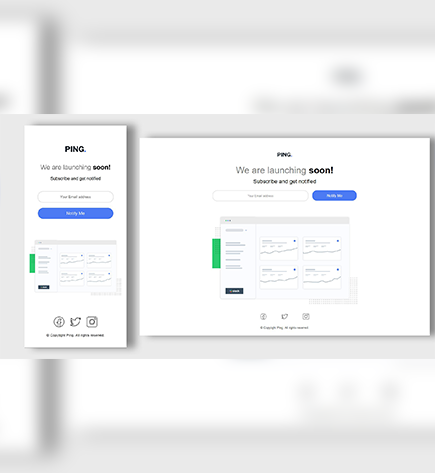 PING.
We are launching soon!
Subscribe and get notified
Your Email address
Notify Me
© Copyright Ping. All rights reserved.
PING.
We are launching soon!
Subscribe and get notified
Your Email address
Notify Me
© Copyright Ping. All rights reserved.